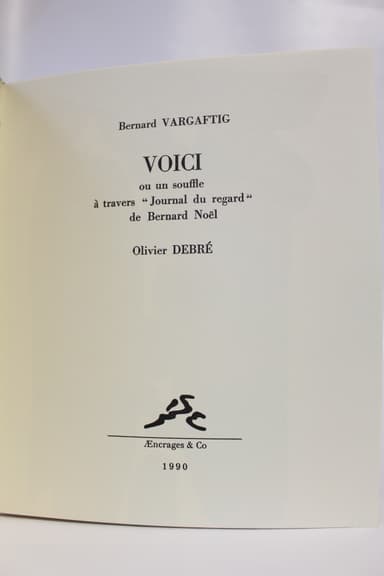 Bernard VARGAFTIG
VOICI
ou un souffle
à travers “Journal du regard“
de Bernard Noël
Olivier DEBRÉ
Æncrages & Co
1990